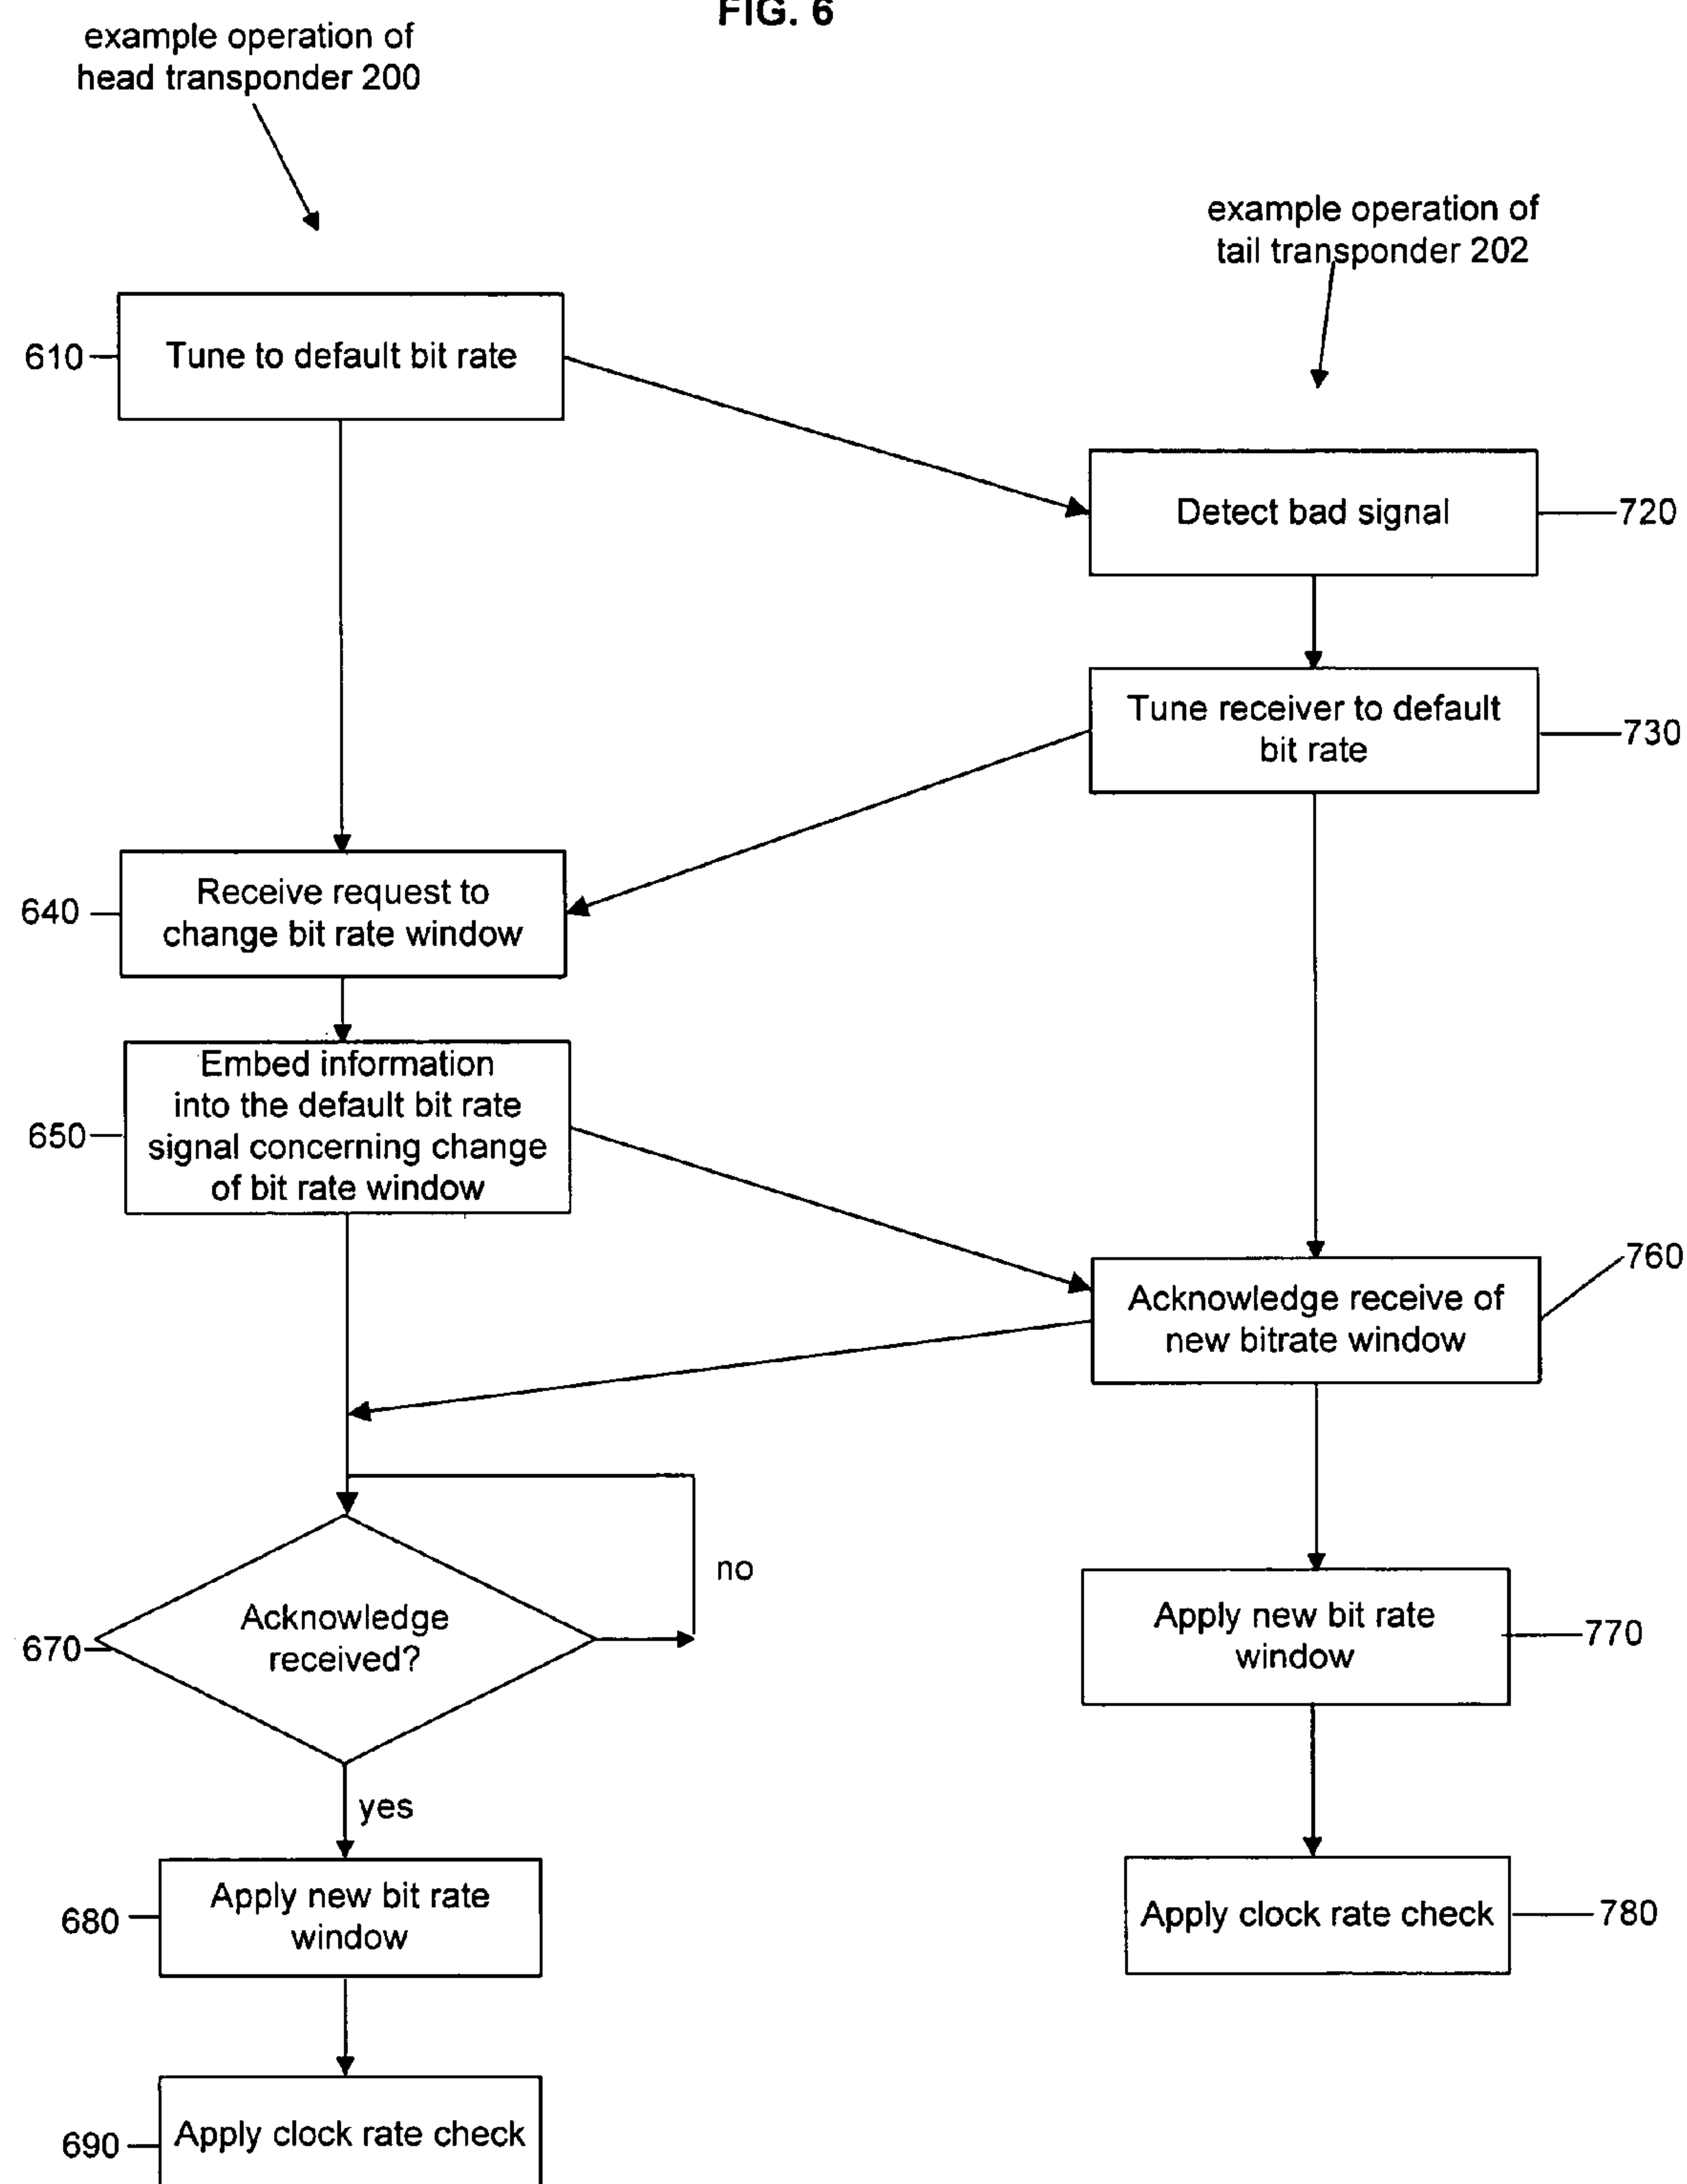 FIG. 6
example operation of
head transponder 200
example operation of
tail transponder 202
610
Tune to default bit rate
Detect bad signal
720
Tune receiver to default
bit rate
730
640
Receive request to
change bit rate window
650
Embed information
into the default bit rate
signal concerning change
of bit rate window
760
Acknowledge receive of
new bitrate window
no
670
Acknowledge
received?
Apply new bit rate
window
770
yes
680
Apply new bit rate
window
Apply clock rate check
780
690
Apply clock rate check